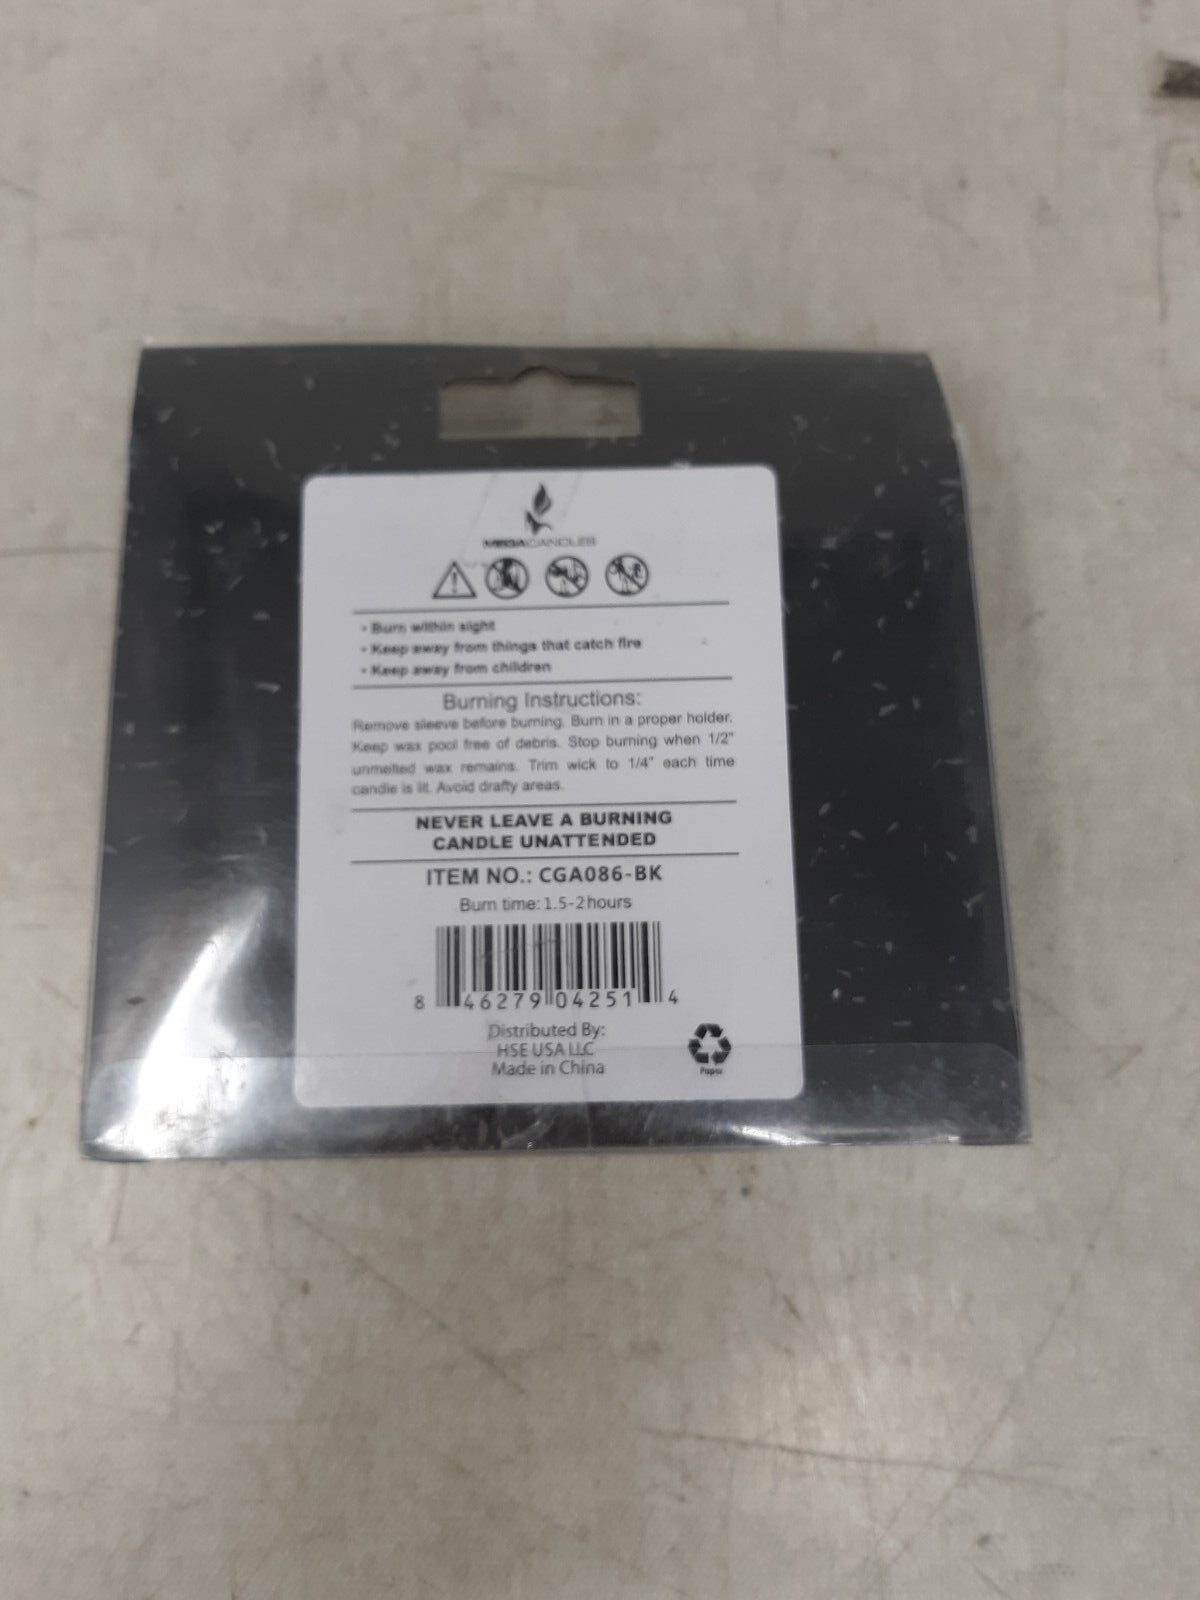 MEGACANDLES
• Burn within sight
• Keep away from things that catch fire
• Keep away from children
Burning Instructions:
Remove sleeve before burning. Burn in a proper holder.
Keep wax pool free of debris. Stop burning when 1/2"
unmelted wax remains. Trim wick to 1/4" each time
candle is lit. Avoid drafty areas.
NEVER LEAVE A BURNING
CANDLE UNATTENDED
ITEM NO.: CGA086-BK
Burn time: 1.5-2 hours
8 46279 04251 4
Distributed By:
HSE USA LLC
Made in China
Paper